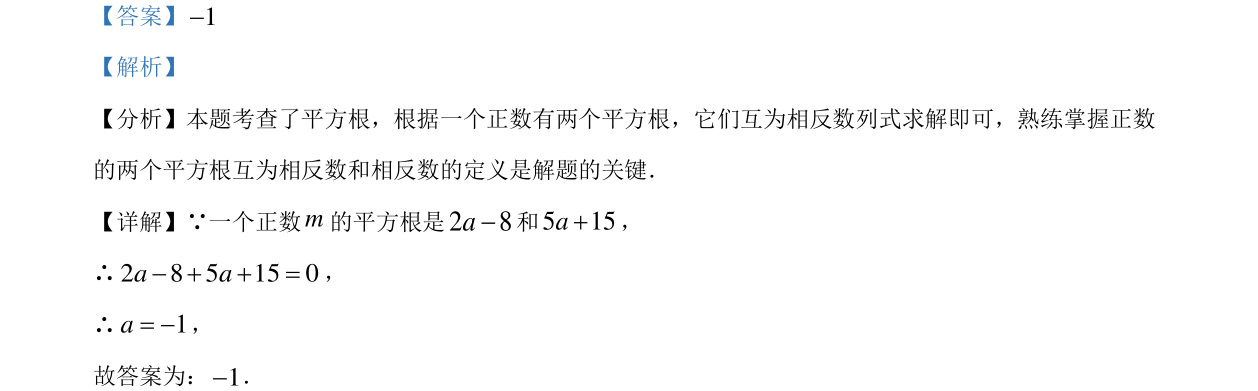 【答案】−1
【解析】
【分析】本题考查了平方根，根据一个正数有两个平方根，它们互为相反数列式求解即可，熟练掌握正数
的两个平方根互为相反数和相反数的定义是解题的关键．
【详解】∵一个正数m的平方根是2a−8和5a+15，
∴2a−8+5a+15=0，
∴a=−1，
故答案为：−1．